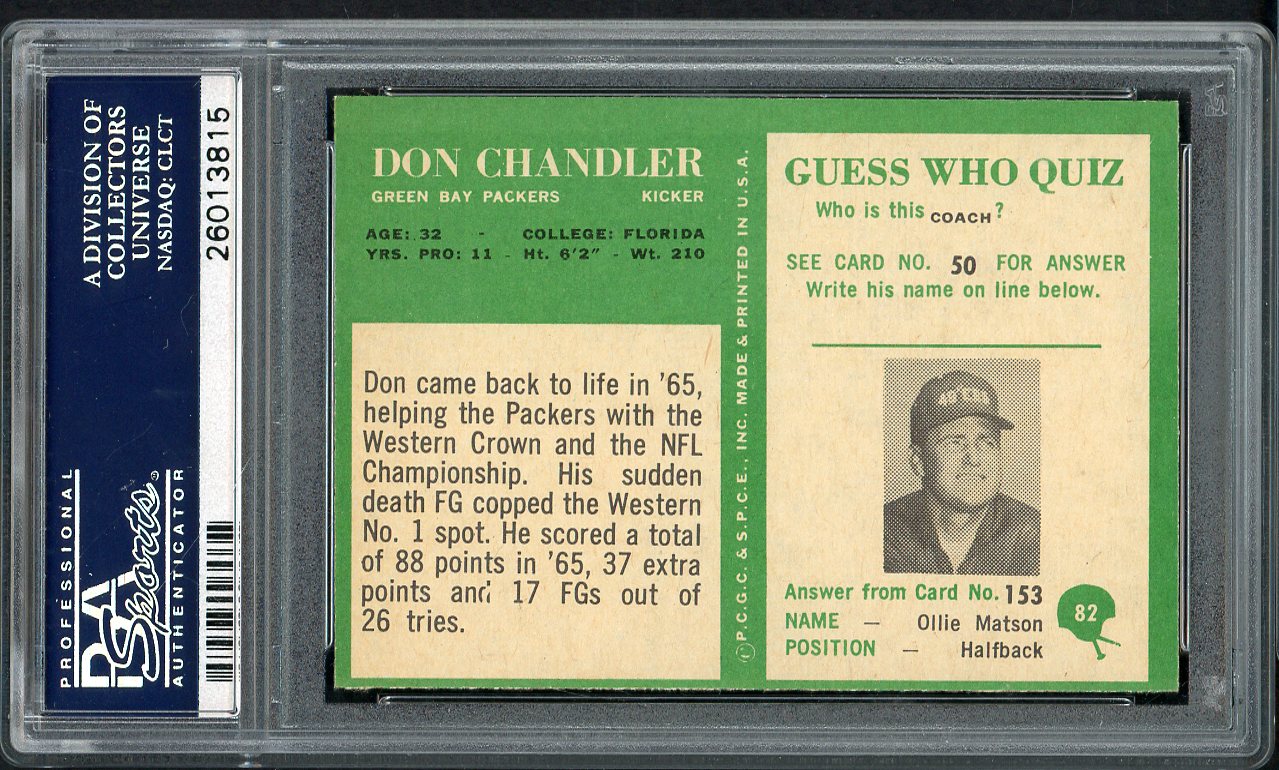 A DIVISION OF
COLLECTORS
UNIVERSE
NASDAQ: CLCT
26013815
PROFESSIONAL
PSA
Sports®
AUTHENTICATOR
PSA
DON CHANDLER
GREEN BAY PACKERS KICKER
AGE: 32 - COLLEGE: FLORIDA
YRS. PRO: 11 - Ht. 6'2" - Wt. 210
Don came back to life in '65,
helping the Packers with the
Western Crown and the NFL
Championship. His sudden
death FG copped the Western
No. 1 spot. He scored a total
of 88 points in '65, 37 extra
points and 17 FGs out of
26 tries.
©P.C.G.C. & S.P.C.E., INC. MADE & PRINTED IN U.S.A.
GUESS WHO QUIZ
Who is this COACH?
SEE CARD NO. 50 FOR ANSWER
Write his name on line below.
Answer from Card No. 153
NAME — Ollie Matson
POSITION — Halfback
82